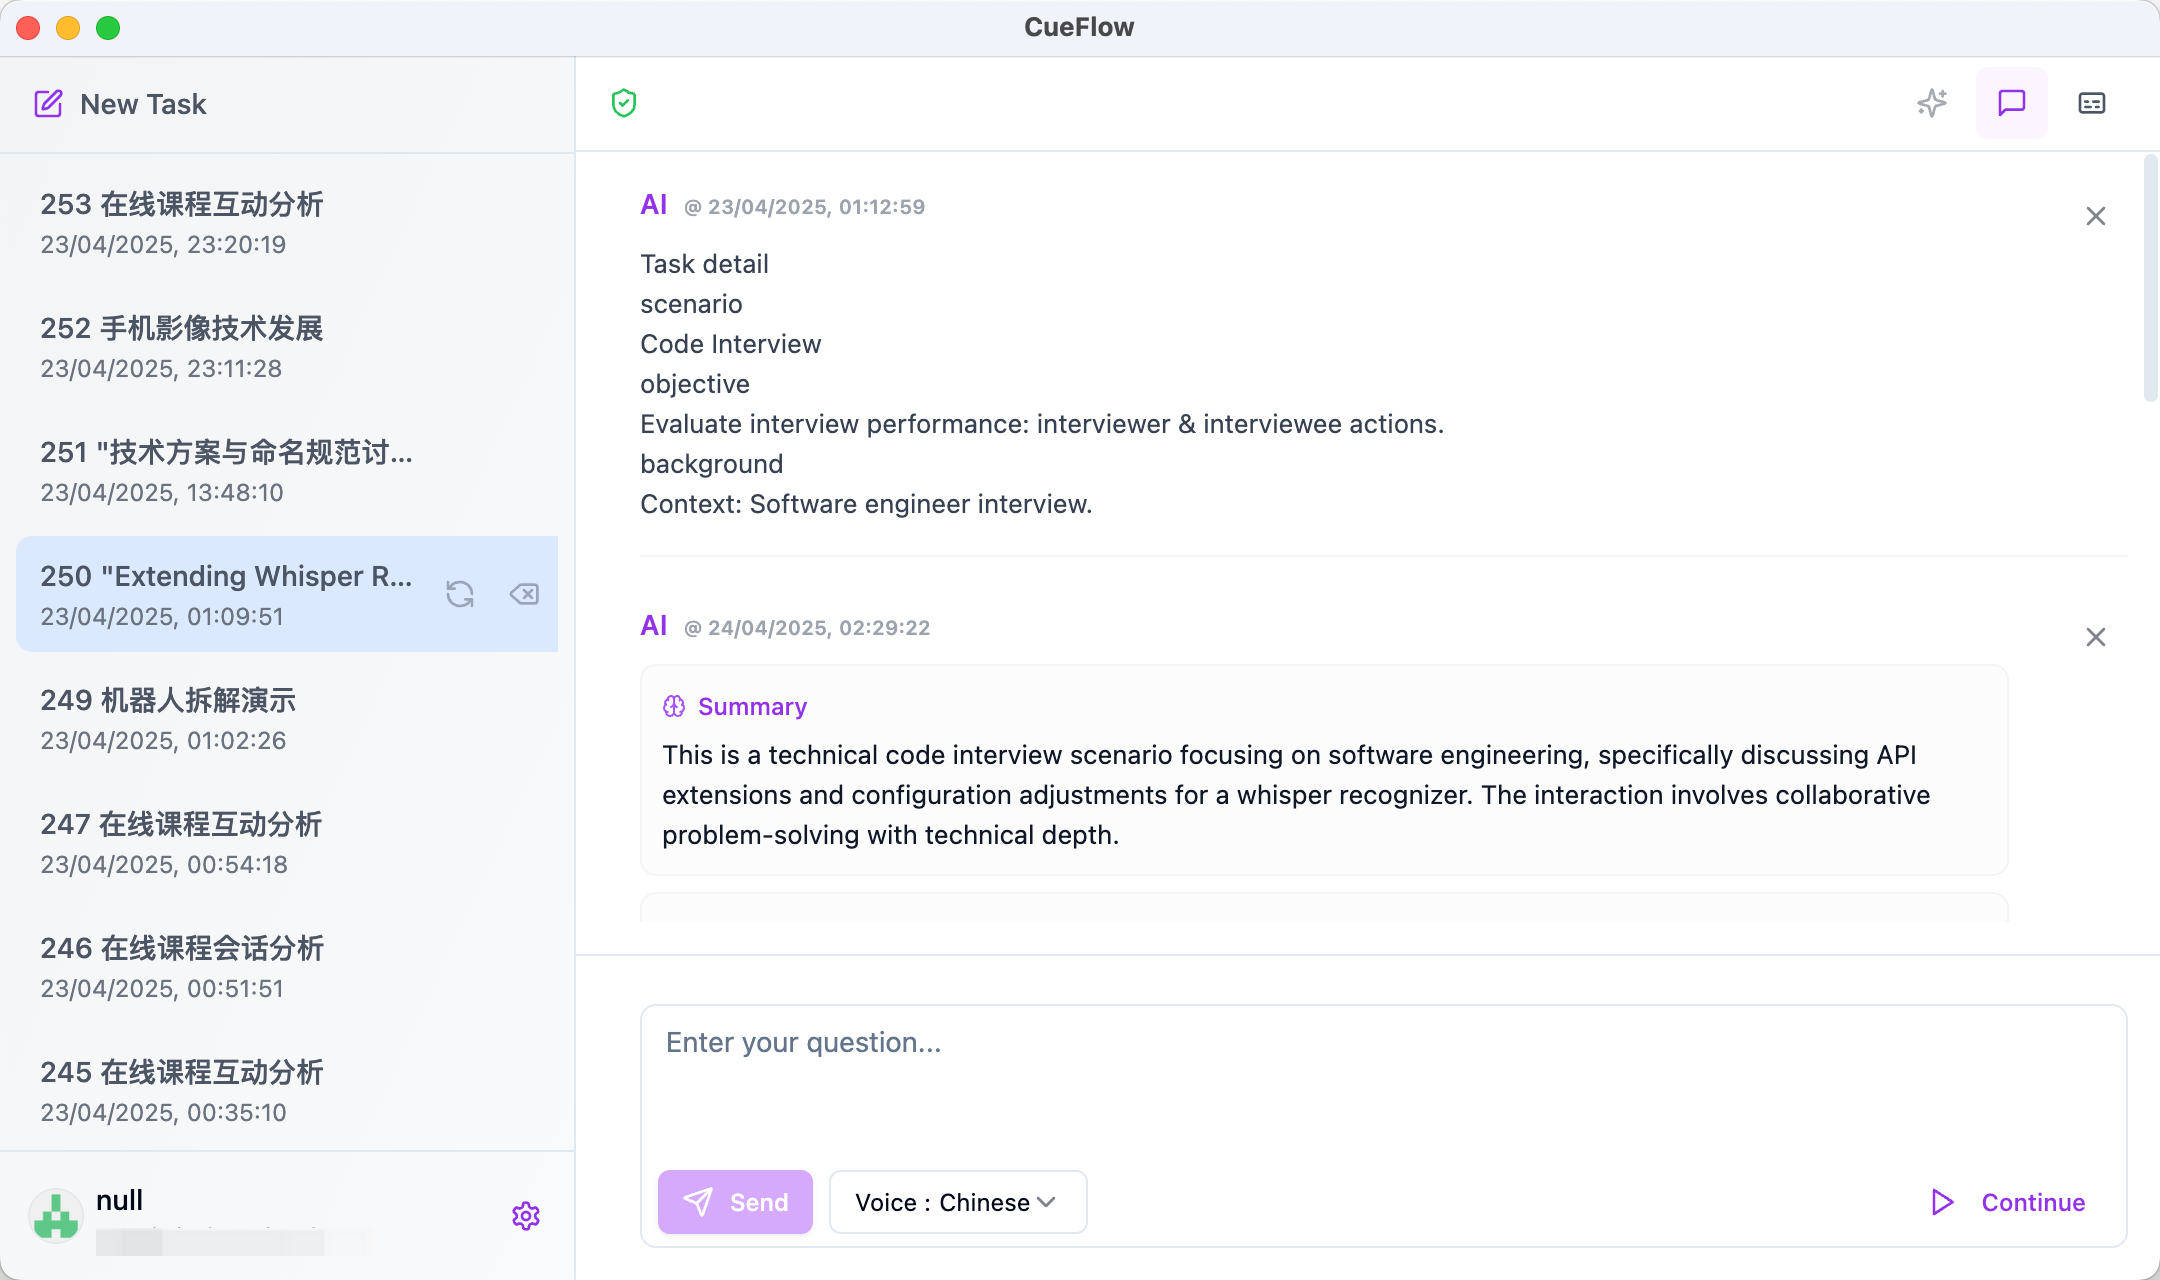 CueFlow
New Task
253 在线课程互动分析
23/04/2025, 23:20:19
252 手机影像技术发展
23/04/2025, 23:11:28
251 "技术方案与命名规范讨...
23/04/2025, 13:48:10
250 "Extending Whisper R...
23/04/2025, 01:09:51
249 机器人拆解演示
23/04/2025, 01:02:26
247 在线课程互动分析
23/04/2025, 00:54:18
246 在线课程会话分析
23/04/2025, 00:51:51
245 在线课程互动分析
23/04/2025, 00:35:10
null
AI @ 23/04/2025, 01:12:59
Task detail
scenario
Code Interview
objective
Evaluate interview performance: interviewer & interviewee actions.
background
Context: Software engineer interview.
AI @ 24/04/2025, 02:29:22
Summary
This is a technical code interview scenario focusing on software engineering, specifically discussing API
extensions and configuration adjustments for a whisper recognizer. The interaction involves collaborative
problem-solving with technical depth.
Enter your question...
Send
Voice : Chinese
Continue